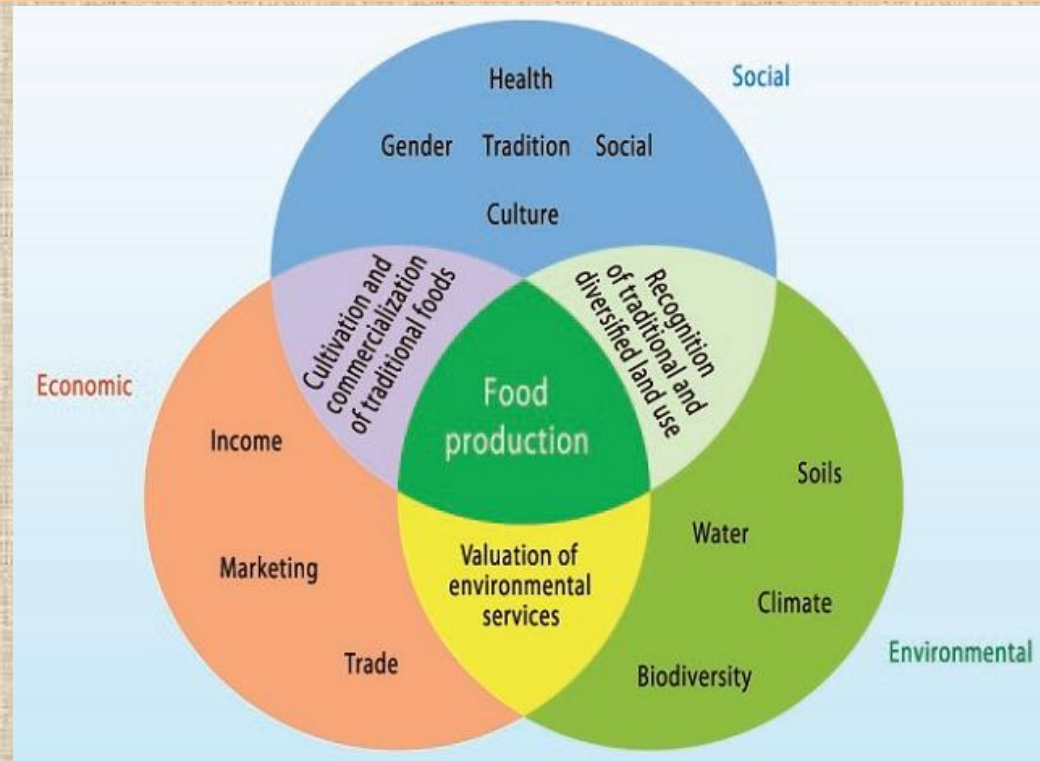 Health
Social
Gender Tradition Social
Culture
Cultivation and
commercialization
of traditional foods
Recognition
of traditional and
diversified land use
Economic
Food
production
Income
Soils
Water
Valuation of
environmental
services
Marketing
Climate
Trade
Biodiversity
Environmental